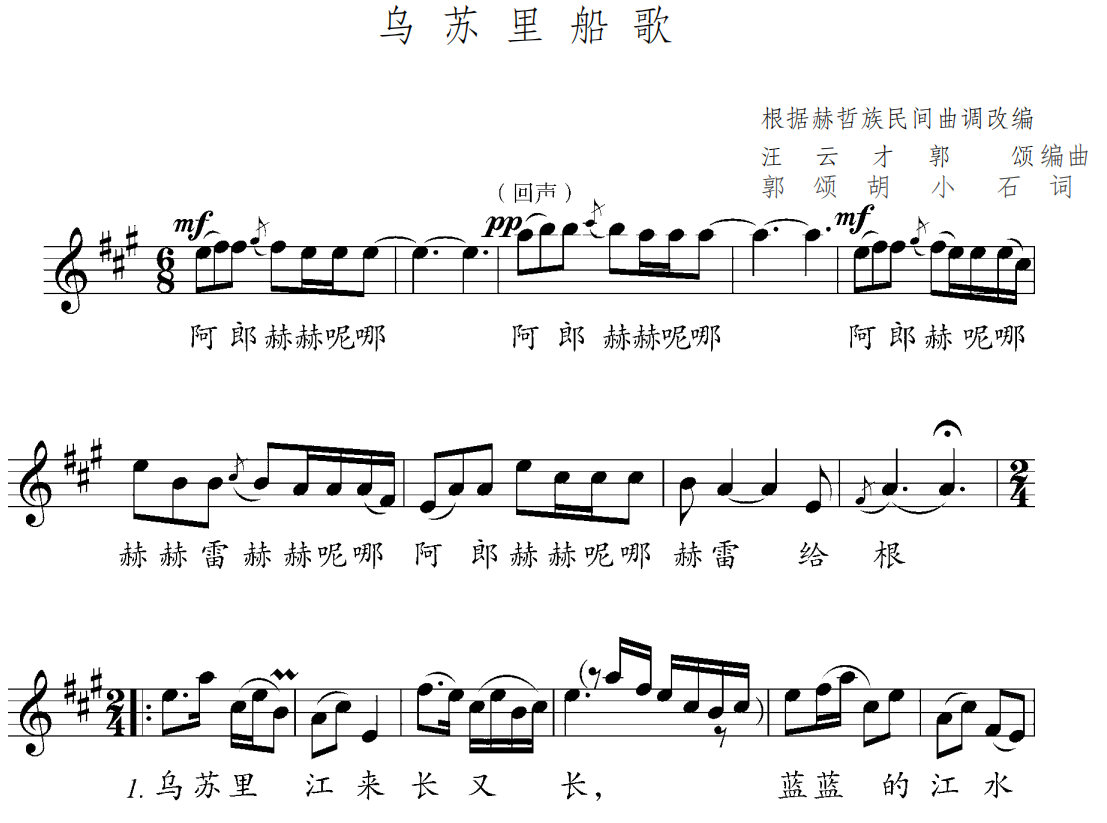 乌苏里船歌
根据赫哲族民间曲调改编
汪云才 郭颂编曲
郭颂 胡小石词
(回声)
mf pp mf
6/8
阿郎赫赫呢哪 阿郎赫赫呢哪 阿郎赫呢哪
2/4
赫赫雷赫赫呢哪 阿郎赫赫呢哪赫雷给根
2/4
1.乌苏里江来长又长, 蓝蓝的江水